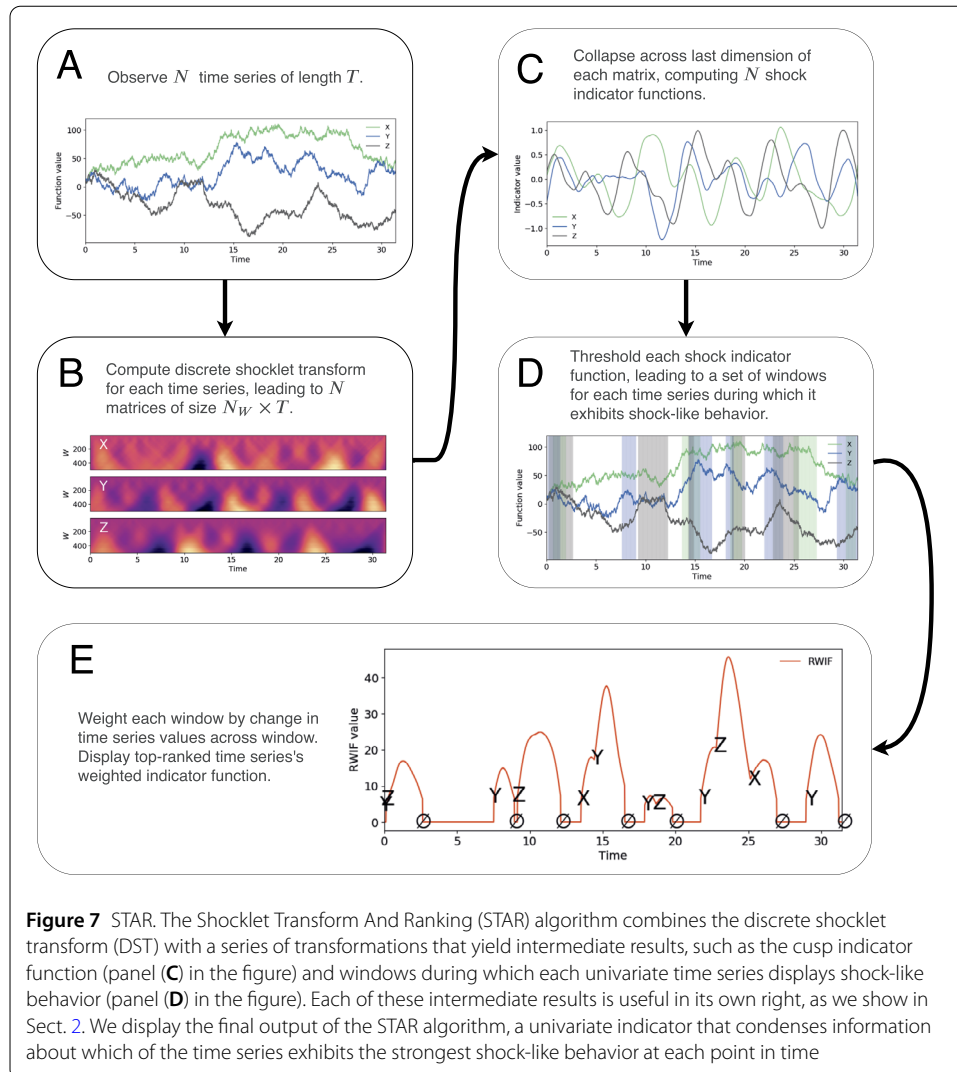 A
Observe N time series of length T.
100
50
0
−50
Function value
X
Y
Z
0
5
10
15
20
25
30
Time
B
Compute discrete shocklet transform
for each time series, leading to N
matrices of size N_W × T.
X
Y
Z
W
200
400
W
200
400
W
200
400
0
5
10
15
20
25
30
Time
C
Collapse across last dimension of
each matrix, computing N shock
indicator functions.
1.0
0.5
0.0
−0.5
−1.0
Indicator value
X
Y
Z
0
5
10
15
20
25
30
Time
D
Threshold each shock indicator
function, leading to a set of windows
for each time series during which it
exhibits shock-like behavior.
100
50
0
−50
Function value
X
Y
Z
0
5
10
15
20
25
30
Time
E
Weight each window by change in
time series values across window.
Display top-ranked time series's
weighted indicator function.
RWIF
40
30
20
10
0
RWIF value
Y
Z
∅
Y
Z
∅
∅
X
Y
∅
Y
Z
∅
Y
Z
X
∅
Y
∅
0
5
10
15
20
25
30
Time
Figure 7 STAR. The Shocklet Transform And Ranking (STAR) algorithm combines the discrete shocklet
transform (DST) with a series of transformations that yield intermediate results, such as the cusp indicator
function (panel (C) in the figure) and windows during which each univariate time series displays shock-like
behavior (panel (D) in the figure). Each of these intermediate results is useful in its own right, as we show in
Sect. 2. We display the final output of the STAR algorithm, a univariate indicator that condenses information
about which of the time series exhibits the strongest shock-like behavior at each point in time